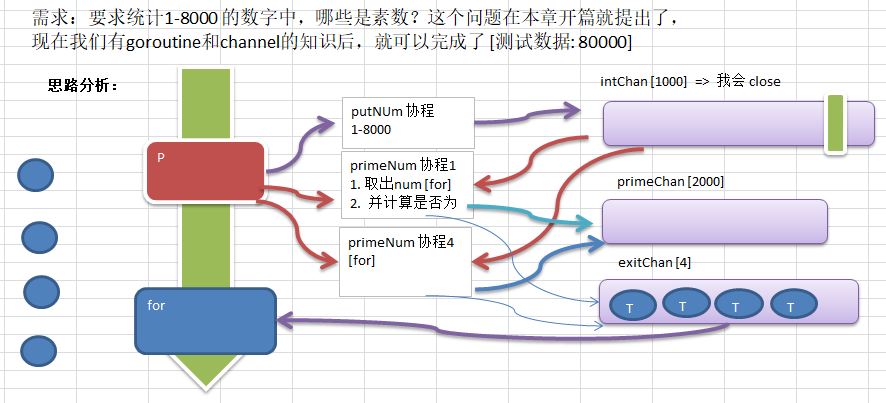 需求：要求统计1-8000 的数字中，哪些是素数？这个问题在本章开篇就提出了，
现在我们有goroutine和channel的知识后，就可以完成了 [测试数据: 80000]
思路分析：
intChan [1000] => 我会 close
putNUm 协程
1-8000
P
primeNum 协程1
1. 取出num [for]
2. 并计算是否为
primeChan [2000]
primeNum 协程4
[for]
exitChan [4]
for
T T T T